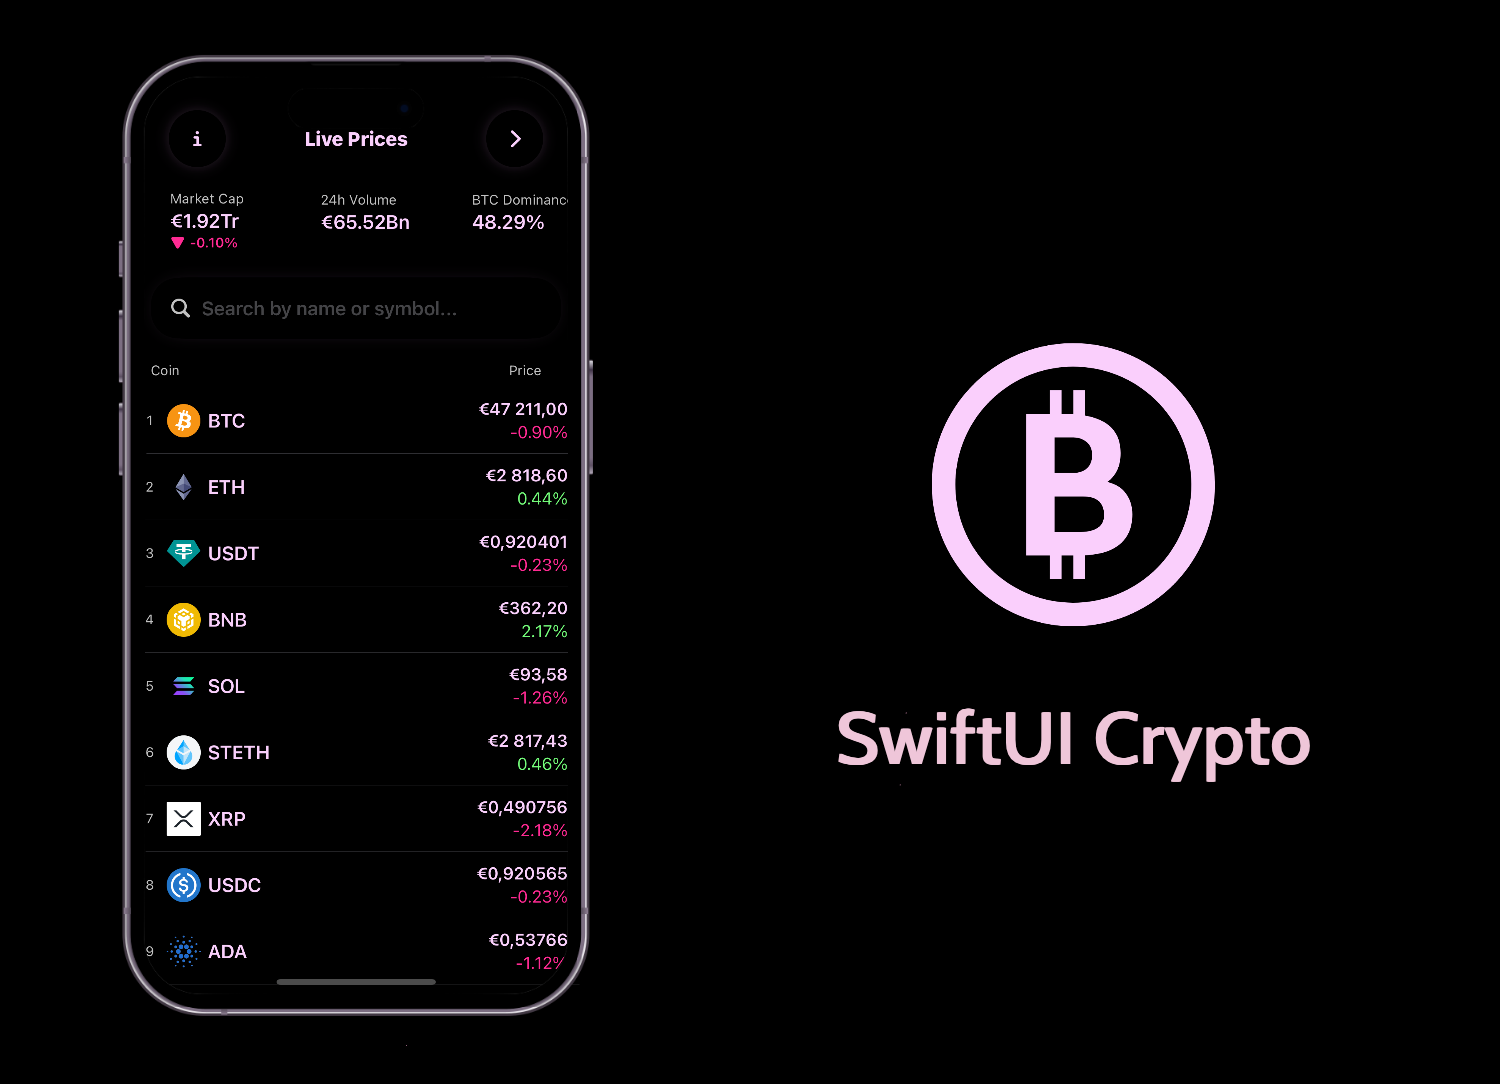 Live Prices
Market Cap 24h Volume BTC Dominanc
€1.92Tr €65.52Bn 48.29%
-0.10%
Search by name or symbol...
Coin Price
1 BTC €47 211,00
-0.90%
2 ETH €2 818,60
0.44%
3 USDT €0,920401
-0.23%
4 BNB €362,20
2.17%
5 SOL €93,58
-1.26%
6 STETH €2 817,43
0.46%
7 XRP €0,490756
-2.18%
8 USDC €0,920565
-0.23%
9 ADA €0,53766
-1.12%
SwiftUI Crypto